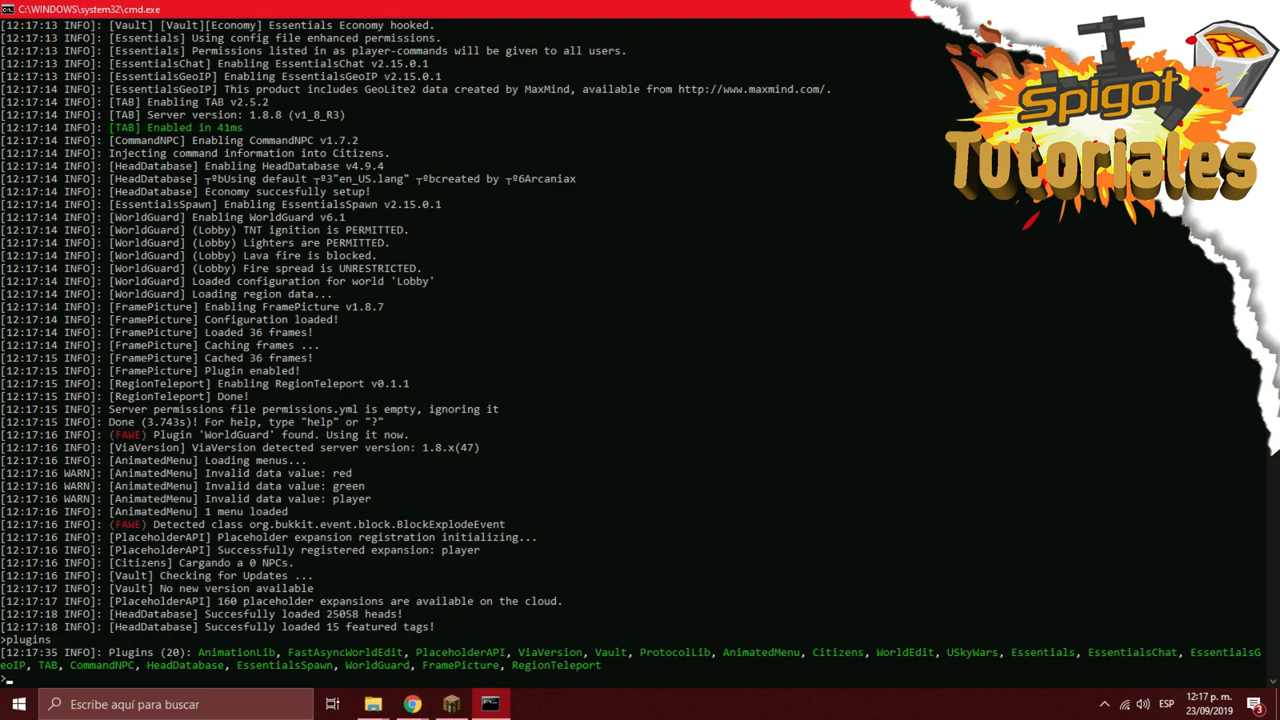 C:\WINDOWS\system32\cmd.exe
[12:17:13 INFO]: [Vault] [Vault][Economy] Essentials Economy hooked.
[12:17:13 INFO]: [Essentials] Using config file enhanced permissions.
[12:17:13 INFO]: [Essentials] Permissions listed in as player-commands will be given to all users.
[12:17:13 INFO]: [EssentialsChat] Enabling EssentialsChat v2.15.0.1
[12:17:13 INFO]: [EssentialsGeoIP] Enabling EssentialsGeoIP v2.15.0.1
[12:17:13 INFO]: [EssentialsGeoIP] This product includes GeoLite2 data created by MaxMind, available from http://www.maxmind.com/.
[12:17:14 INFO]: [TAB] Enabling TAB v2.5.2
[12:17:14 INFO]: [TAB] Server version: 1.8.8 (v1_8_R3)
[12:17:14 INFO]: [TAB] Enabled in 41ms
[12:17:14 INFO]: [CommandNPC] Enabling CommandNPC v1.7.2
[12:17:14 INFO]: Injecting command information into Citizens.
[12:17:14 INFO]: [HeadDatabase] Enabling HeadDatabase v4.9.4
[12:17:14 INFO]: [HeadDatabase] ┬ºbUsing default ┬º3"en_US.lang" ┬ºbcreated by ┬º6Arcaniax
[12:17:14 INFO]: [HeadDatabase] Economy succesfully setup!
[12:17:14 INFO]: [EssentialsSpawn] Enabling EssentialsSpawn v2.15.0.1
[12:17:14 INFO]: [WorldGuard] Enabling WorldGuard v6.1
[12:17:14 INFO]: [WorldGuard] (Lobby) TNT ignition is PERMITTED.
[12:17:14 INFO]: [WorldGuard] (Lobby) Lighters are PERMITTED.
[12:17:14 INFO]: [WorldGuard] (Lobby) Lava fire is blocked.
[12:17:14 INFO]: [WorldGuard] (Lobby) Fire spread is UNRESTRICTED.
[12:17:14 INFO]: [WorldGuard] Loaded configuration for world 'Lobby'
[12:17:14 INFO]: [WorldGuard] Loading region data...
[12:17:14 INFO]: [FramePicture] Enabling FramePicture v1.8.7
[12:17:14 INFO]: [FramePicture] Configuration loaded!
[12:17:14 INFO]: [FramePicture] Loaded 36 frames!
[12:17:14 INFO]: [FramePicture] Caching frames ...
[12:17:15 INFO]: [FramePicture] Cached 36 frames!
[12:17:15 INFO]: [FramePicture] Plugin enabled!
[12:17:15 INFO]: [RegionTeleport] Enabling RegionTeleport v0.1.1
[12:17:15 INFO]: [RegionTeleport] Done!
[12:17:15 INFO]: Server permissions file permissions.yml is empty, ignoring it
[12:17:15 INFO]: Done (3.743s)! For help, type "help" or "?"
[12:17:16 INFO]: (FAWE) Plugin 'WorldGuard' found. Using it now.
[12:17:16 INFO]: [ViaVersion] ViaVersion detected server version: 1.8.x(47)
[12:17:16 INFO]: [AnimatedMenu] Loading menus...
[12:17:16 WARN]: [AnimatedMenu] Invalid data value: red
[12:17:16 WARN]: [AnimatedMenu] Invalid data value: green
[12:17:16 WARN]: [AnimatedMenu] Invalid data value: player
[12:17:16 INFO]: [AnimatedMenu] 1 menu loaded
[12:17:16 INFO]: (FAWE) Detected class org.bukkit.event.block.BlockExplodeEvent
[12:17:16 INFO]: [PlaceholderAPI] Placeholder expansion registration initializing...
[12:17:16 INFO]: [PlaceholderAPI] Successfully registered expansion: player
[12:17:16 INFO]: [Citizens] Cargando a 0 NPCs.
[12:17:16 INFO]: [Vault] Checking for Updates ...
[12:17:17 INFO]: [Vault] No new version available
[12:17:17 INFO]: [PlaceholderAPI] 160 placeholder expansions are available on the cloud.
[12:17:18 INFO]: [HeadDatabase] Succesfully loaded 25058 heads!
[12:17:18 INFO]: [HeadDatabase] Succesfully loaded 15 featured tags!
>plugins
[12:17:35 INFO]: Plugins (20): AnimationLib, FastAsyncWorldEdit, PlaceholderAPI, ViaVersion, Vault, ProtocolLib, AnimatedMenu, Citizens, WorldEdit, USkyWars, Essentials, EssentialsChat, EssentialsG
eoIP, TAB, CommandNPC, HeadDatabase, EssentialsSpawn, WorldGuard, FramePicture, RegionTeleport
>
Spigot
Tutoriales
Escribe aquí para buscar
ESP
12:17 p. m.
23/09/2019
3